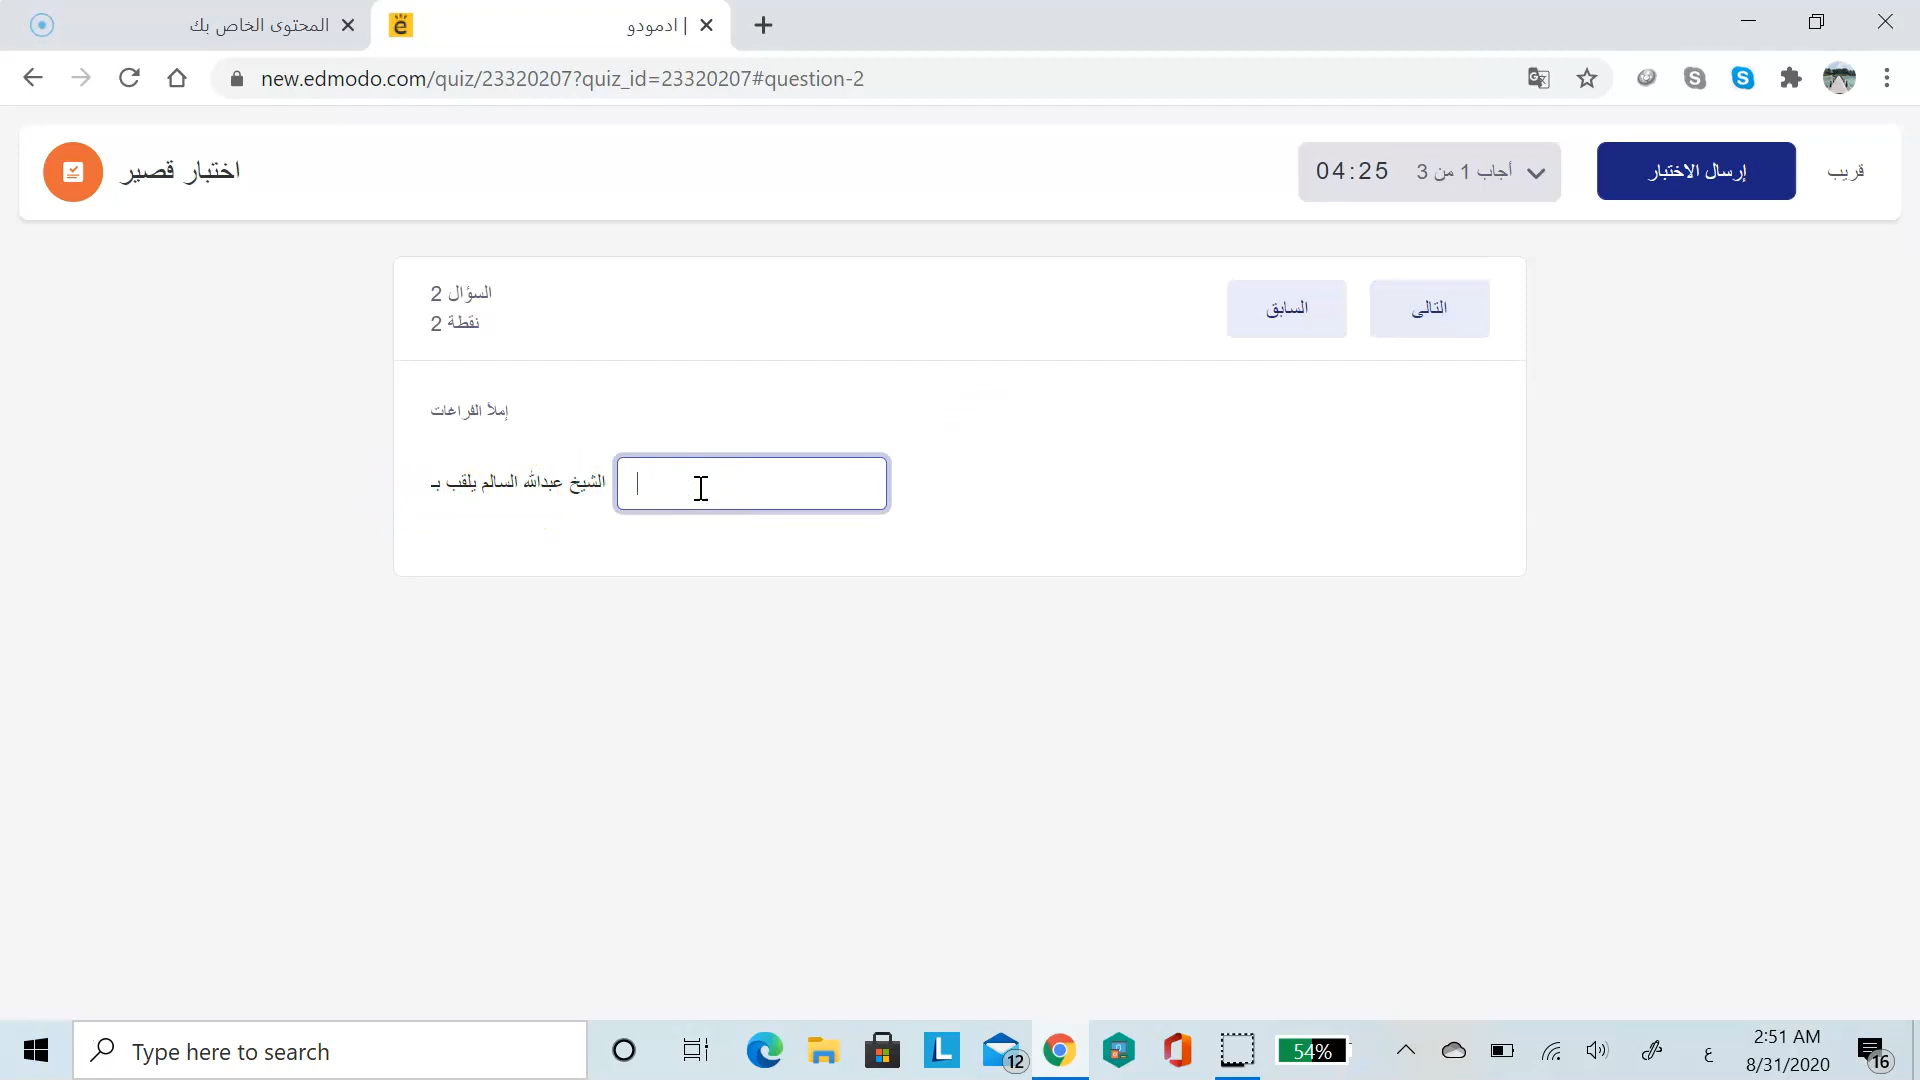 المحتوى الخاص بك
| ادمودو
new.edmodo.com/quiz/23320207?quiz_id=23320207#question-2
اختبار قصير
04:25
أجاب 1 من 3
إرسال الاختبار
قريب
السؤال 2
نقطة 2
السابق
التالى
إملأ الفراغات
الشيخ عبدالله السالم يلقب بـ
Type here to search
12
54%
ع
2:51 AM
8/31/2020
16